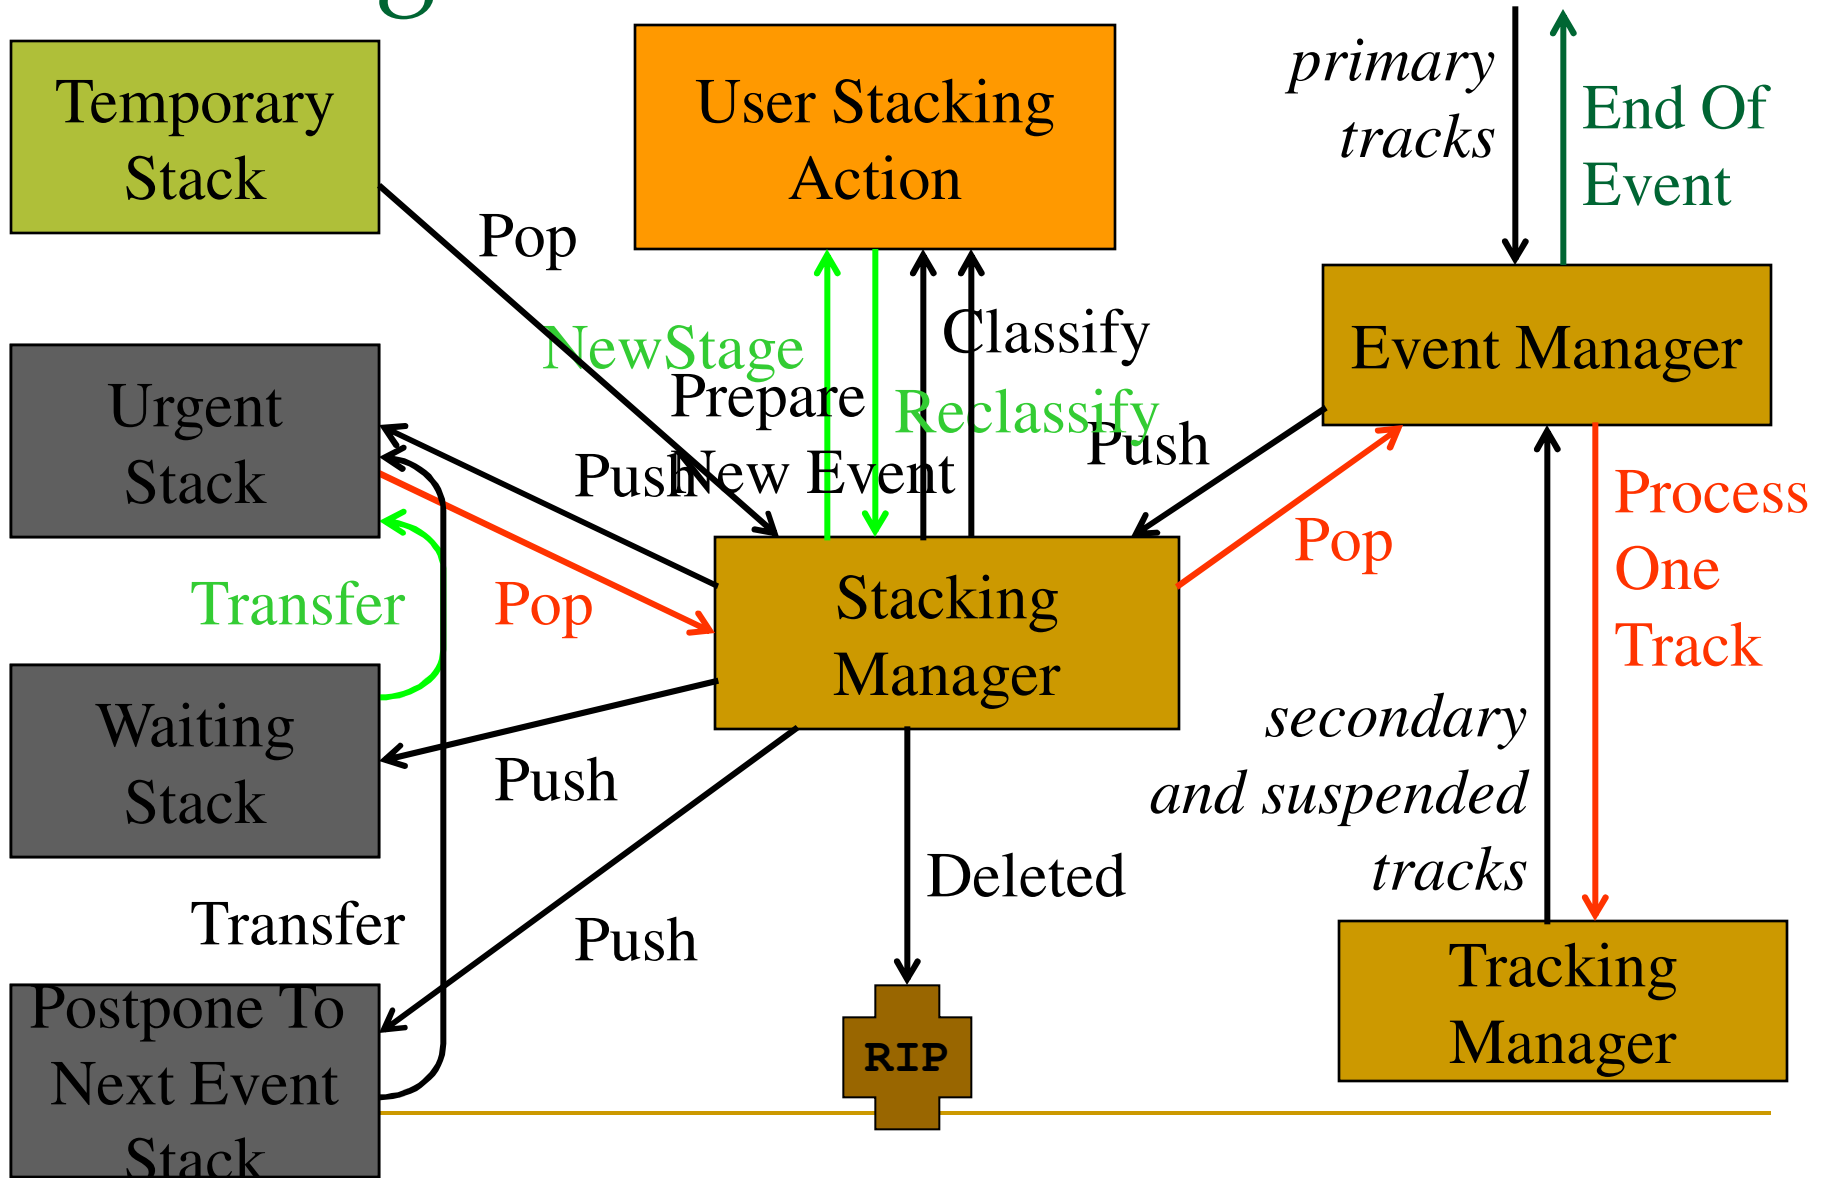 Temporary
Stack
User Stacking
Action
primary
tracks
End Of
Event
Pop
NewStage
Classify
Prepare
New Event
Reclassify
Event Manager
Urgent
Stack
Push
Push
Pop
Process
One
Track
Transfer
Pop
Stacking
Manager
Waiting
Stack
Push
secondary
and suspended
tracks
Deleted
Transfer
Push
Tracking
Manager
Postpone To
Next Event
Stack
RIP